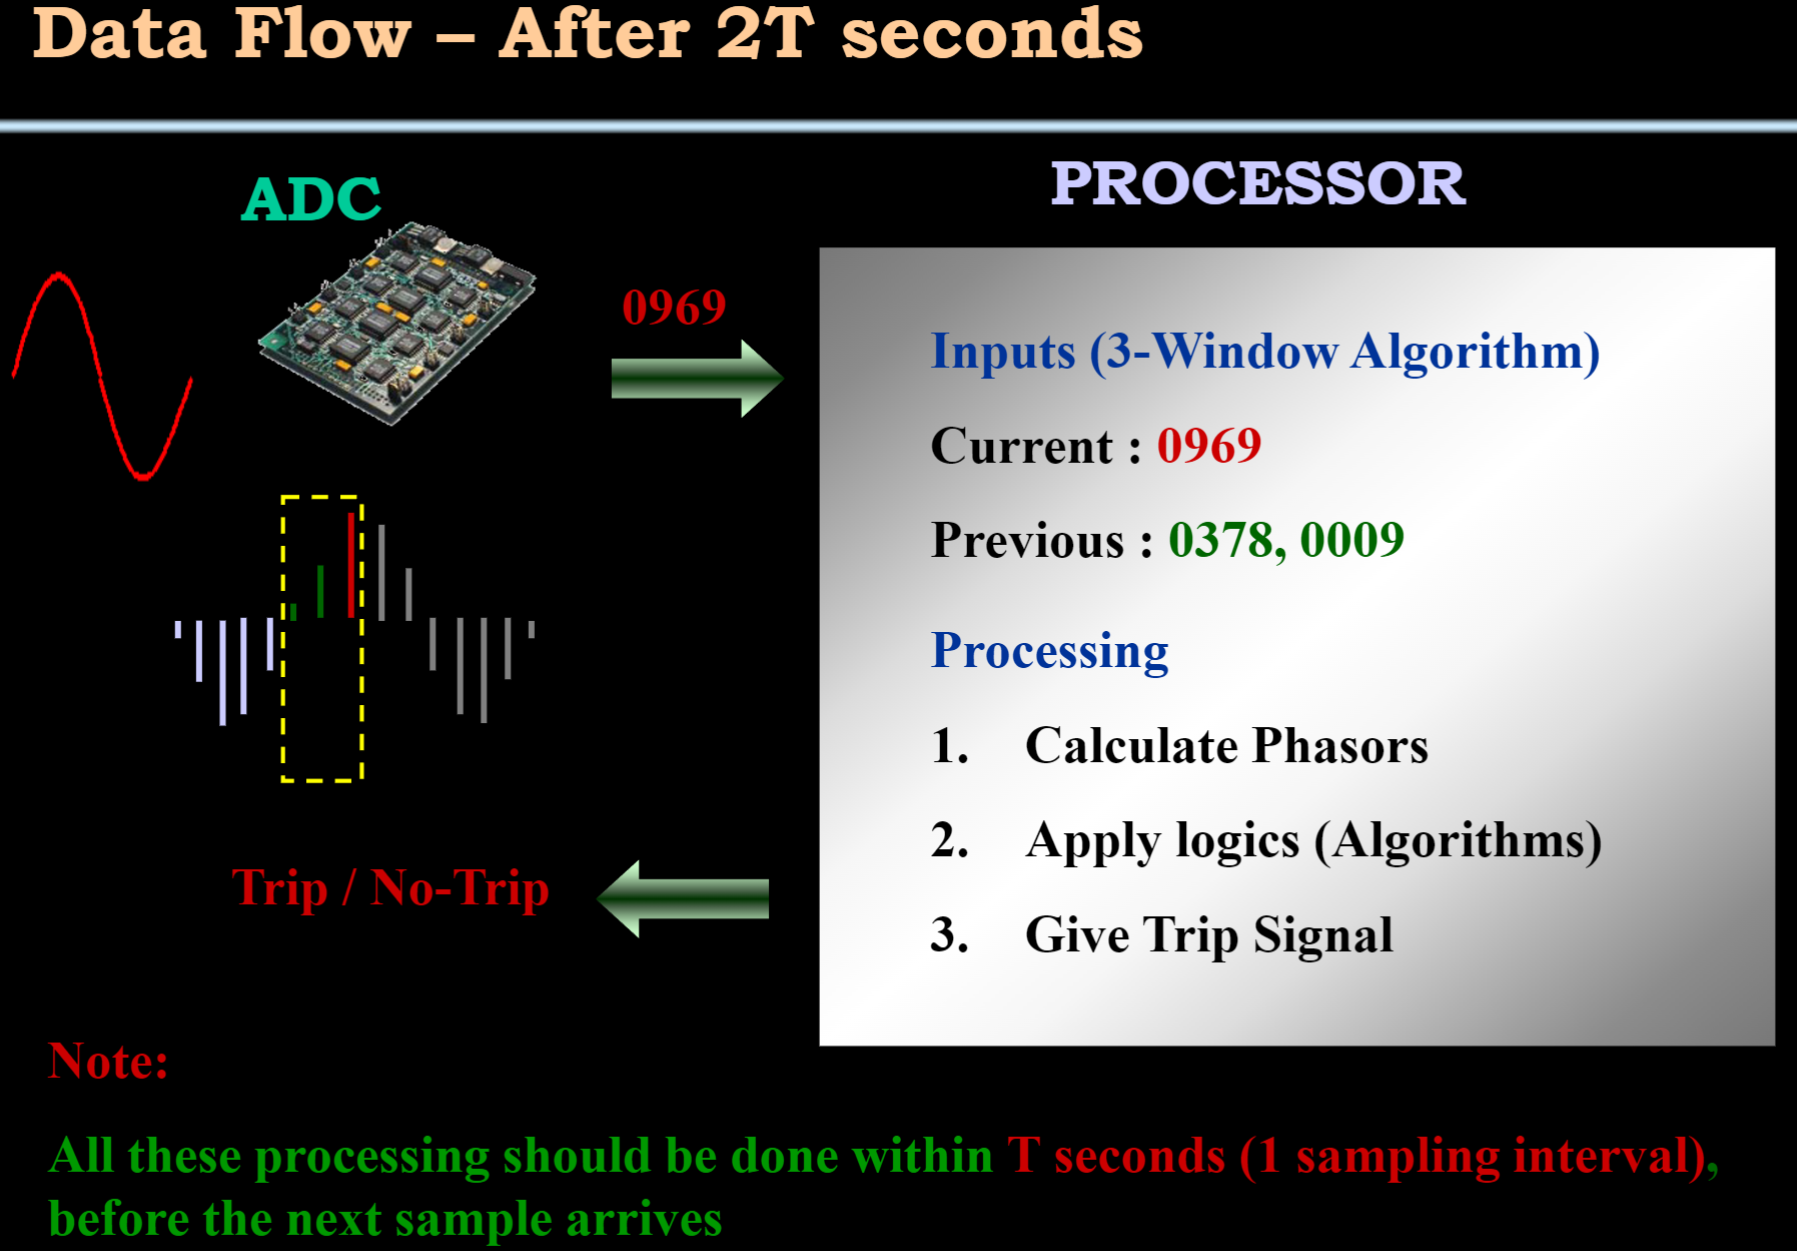 Data Flow – After 2T seconds
ADC
PROCESSOR
0969
Inputs (3-Window Algorithm)
Current : 0969
Previous : 0378, 0009
Processing
1. Calculate Phasors
2. Apply logics (Algorithms)
3. Give Trip Signal
Trip / No-Trip
Note:
All these processing should be done within T seconds (1 sampling interval),
before the next sample arrives